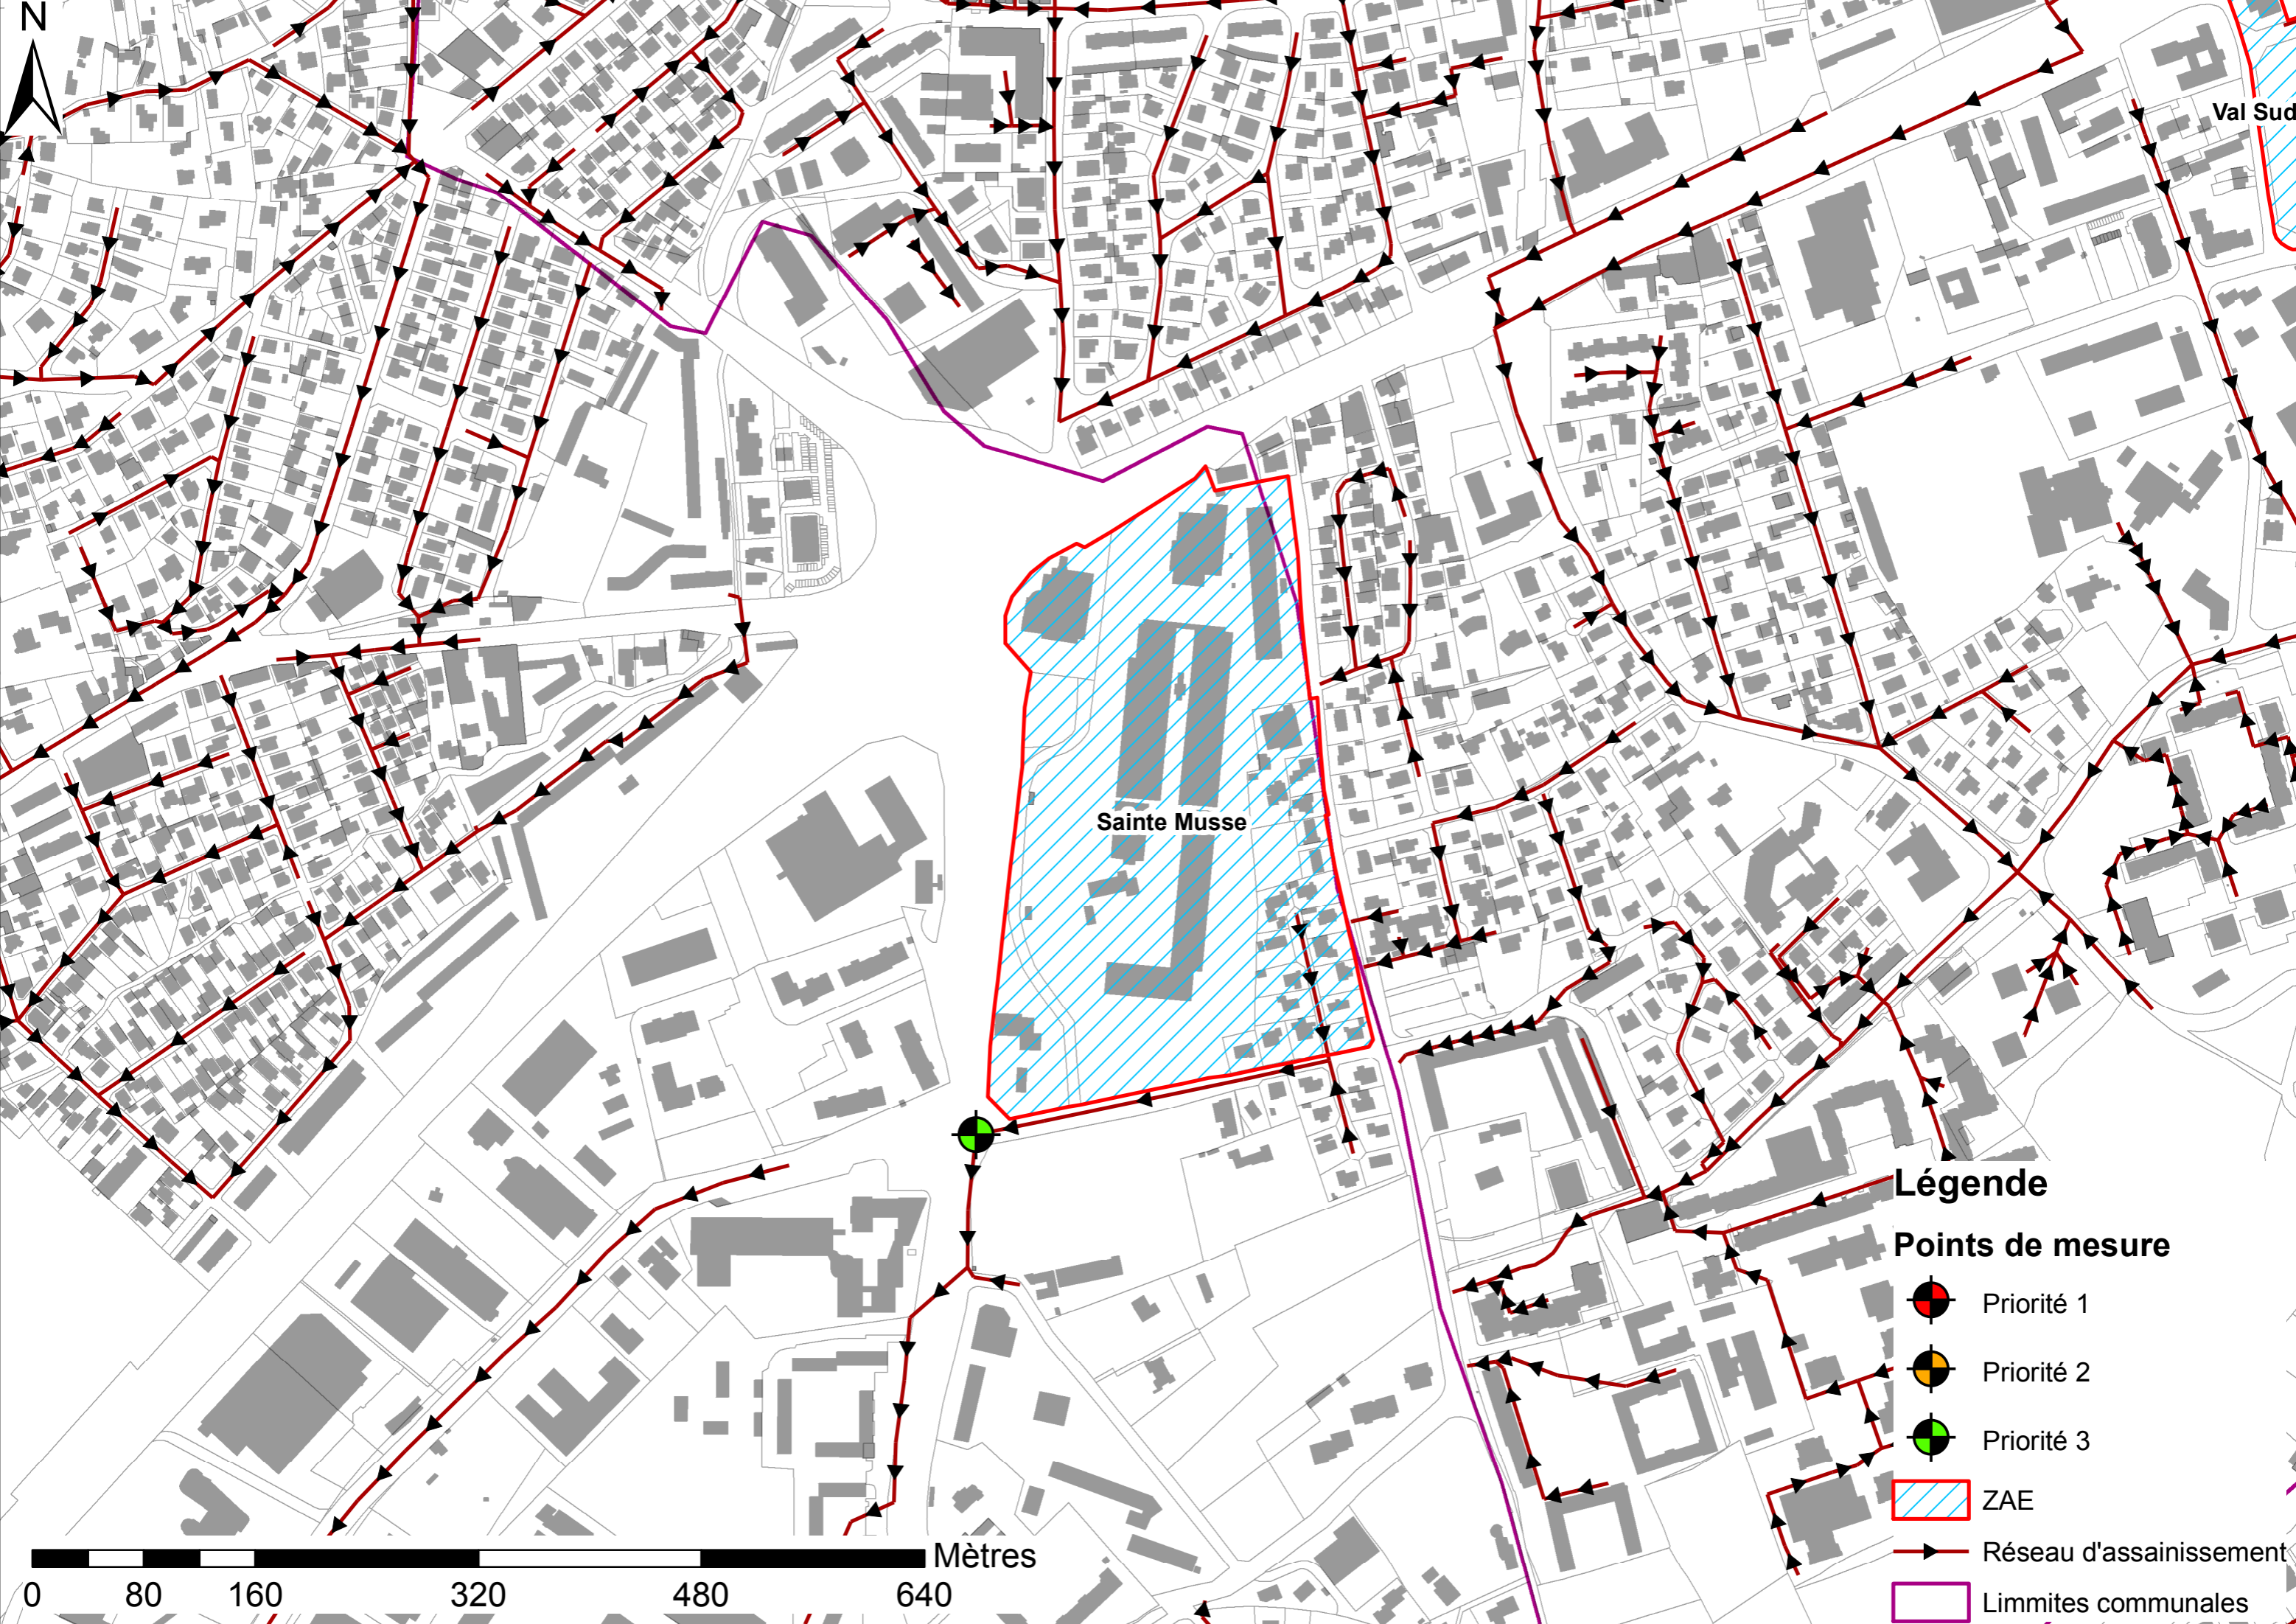 N
Val Sud
Sainte Musse
Légende
Points de mesure
Priorité 1
Priorité 2
Priorité 3
ZAE
Réseau d'assainissement
Limmites communales
Mètres
0 80 160 320 480 640